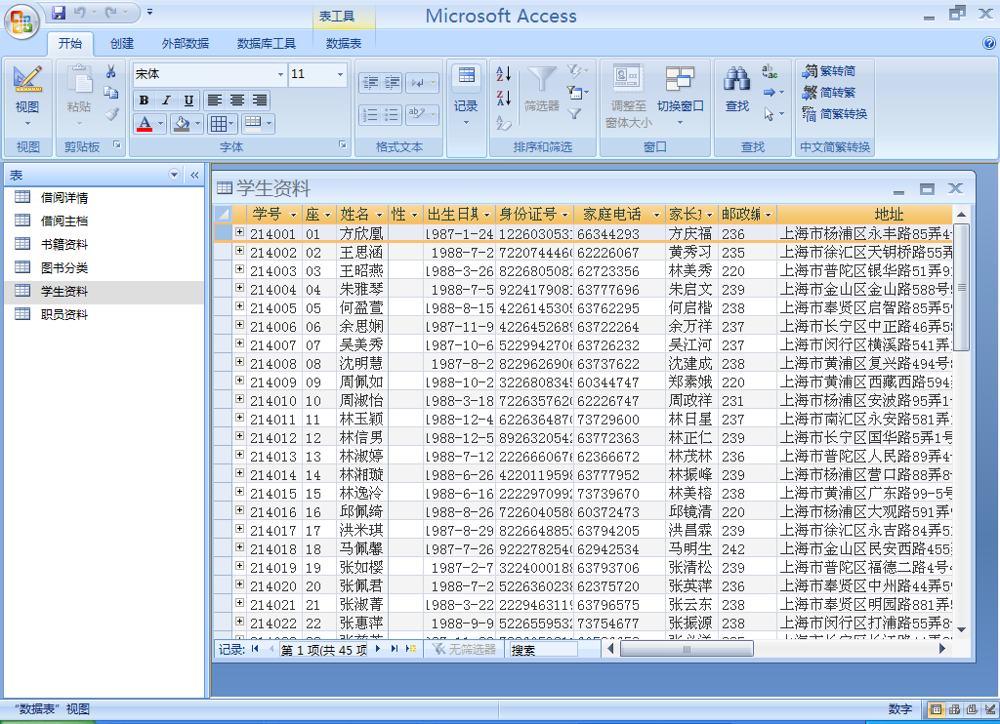 表工具 Microsoft Access
开始 创建 外部数据 数据库工具 数据表
宋体 11
B I U
A
视图 粘贴 记录 筛选器 调整至窗体大小 切换窗口 查找
繁转简
简转繁
简繁转换
视图 剪贴板 字体 格式文本 排序和筛选 窗口 查找 中文简繁转换
表
借阅详情
借阅主档
书籍资料
图书分类
学生资料
职员资料
学生资料
学号 座 姓名 性 出生日期 身份证号 家庭电话 家长 邮政编 地址
214001 01 方欣凰 1987-1-24 1226030531 66344293 方庆福 236 上海市杨浦区永丰路85弄4
214002 02 王思涵 1988-7-2 7220744460 62226067 黄秀习 235 上海市徐汇区天钥桥路55弄
214003 03 王昭燕 1988-3-26 8226805082 62723356 林美秀 220 上海市普陀区银华路51弄9
214004 04 朱雅琴 1988-7-5 9224179081 63777696 朱启文 239 上海市金山区金山路588号
214005 05 何盈萱 1988-8-15 4226145305 63762295 何启楷 238 上海市奉贤区启智路85弄5
214006 06 余思娴 1987-11-9 4226452689 63722264 余万祥 237 上海市长宁区中正路46弄5
214007 07 吴美秀 1987-10-6 5229942706 63726232 吴江河 237 上海市闵行区横溪路541弄
214008 08 沈明慧 1987-8-2 8229626906 63737622 沈建成 238 上海市黄浦区复兴路494号
214009 09 周佩如 1988-10-2 3226808345 60344747 郑素娥 220 上海市黄浦区西藏西路594
214010 10 周淑怡 1988-3-18 7226357620 62226747 周政祥 231 上海市杨浦区安波路95弄1
214011 11 林玉颖 1988-12-4 6226364870 73729600 林日星 237 上海市南汇区永安路581弄
214012 12 林信男 1988-12-5 8926320542 63772363 林正仁 239 上海市长宁区国华路5弄1号
214013 13 林淑婷 1988-7-12 2226660676 62366672 林茂林 236 上海市普陀区人民路89弄4
214014 14 林湘璇 1988-6-26 4220119598 63777952 林振峰 239 上海市杨浦区营口路88弄8
214015 15 林逸泠 1988-6-16 2222970992 73739670 林美榕 238 上海市黄浦区广东路99-5号
214016 16 邱佩绮 1988-8-26 7226040588 60372473 邱镜清 220 上海市杨浦区大观路591弄
214017 17 洪米琪 1987-8-29 8226648853 63794205 洪昌霖 239 上海市徐汇区永吉路84弄5
214018 18 马佩馨 1987-7-26 9222782540 62942534 马明生 242 上海市金山区民安西路455
214019 19 张如樱 1987-2-7 3224000188 63793706 张清松 239 上海市普陀区福德二路4号
214020 20 张佩君 1988-7-2 5226360238 62375720 张英萍 236 上海市奉贤区中州路44弄5
214021 21 张淑菁 1988-3-22 2229463119 63796575 张云东 238 上海市奉贤区明园路881弄
214022 22 张惠萍 1988-9-9 5226559532 73754677 张振源 238 上海市闵行区打浦路55弄8
记录: 第 1 项(共 45 项 无筛选器 搜索
“数据表” 视图 数字